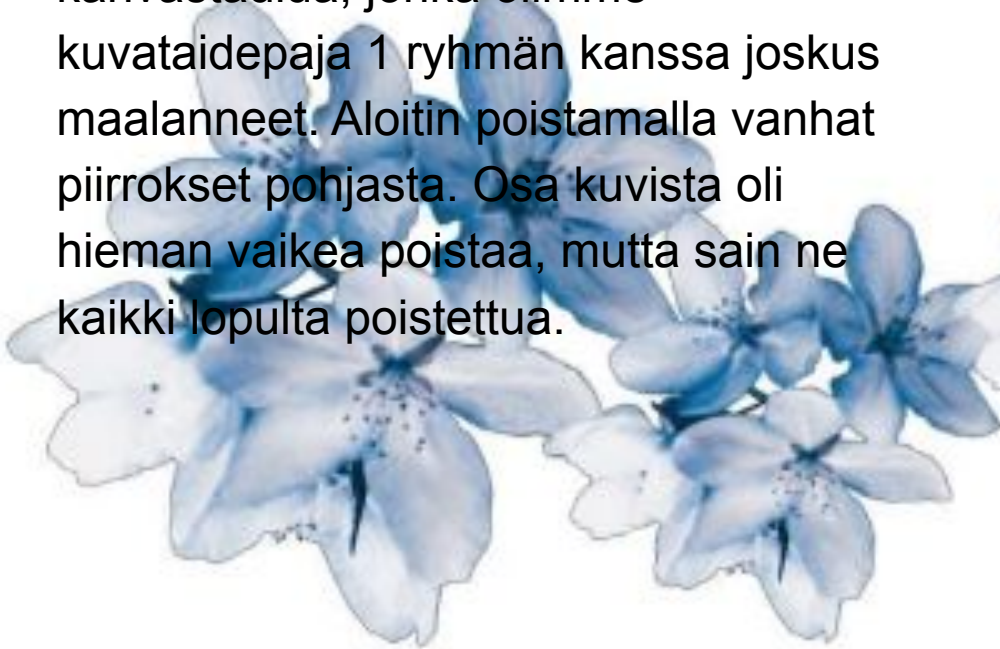 kuvataidepaja 1 ryhmän kanssa joskus
maalanneet. Aloitin poistamalla vanhat
piirrokset pohjasta. Osa kuvista oli
hieman vaikea poistaa, mutta sain ne
kaikki lopulta poistettua.